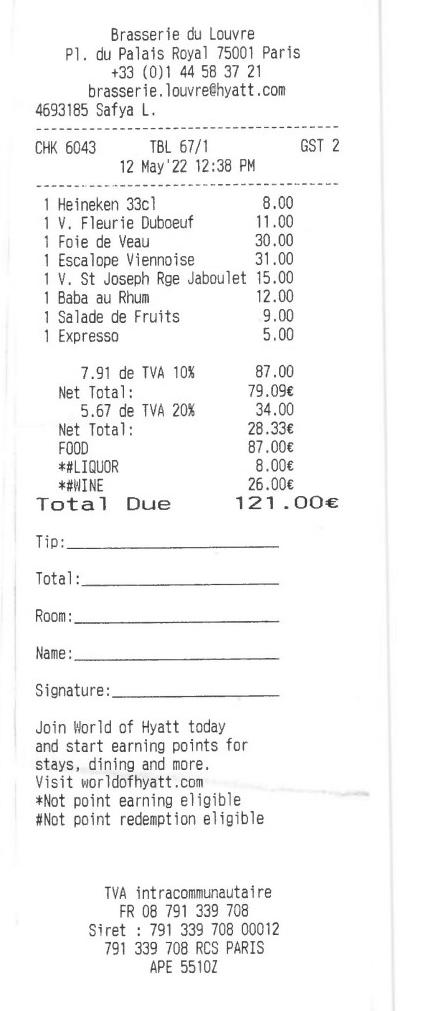 Brasserie du Louvre
Pl. du Palais Royal 75001 Paris
+33 (0)1 44 58 37 21
brasserie.louvre@hyatt.com
4693185 Safya L.
CHK 6043 TBL 67/1 GST 2
12 May'22 12:38 PM
1 Heineken 33cl 8.00
1 V. Fleurie Duboeuf 11.00
1 Foie de Veau 30.00
1 Escalope Viennoise 31.00
1 V. St Joseph Rge Jaboulet 15.00
1 Baba au Rhum 12.00
1 Salade de Fruits 9.00
1 Expresso 5.00
7.91 de TVA 10% 87.00
Net Total: 79.09€
5.67 de TVA 20% 34.00
Net Total: 28.33€
FOOD 87.00€
*#LIQUOR 8.00€
*#WINE 26.00€
Total Due 121.00€
Tip:
Total:
Room:
Name:
Signature:
Join World of Hyatt today
and start earning points for
stays, dining and more.
Visit worldofhyatt.com
*Not point earning eligible
#Not point redemption eligible
TVA intracommunautaire
FR 08 791 339 708
Siret : 791 339 708 00012
791 339 708 RCS PARIS
APE 5510Z